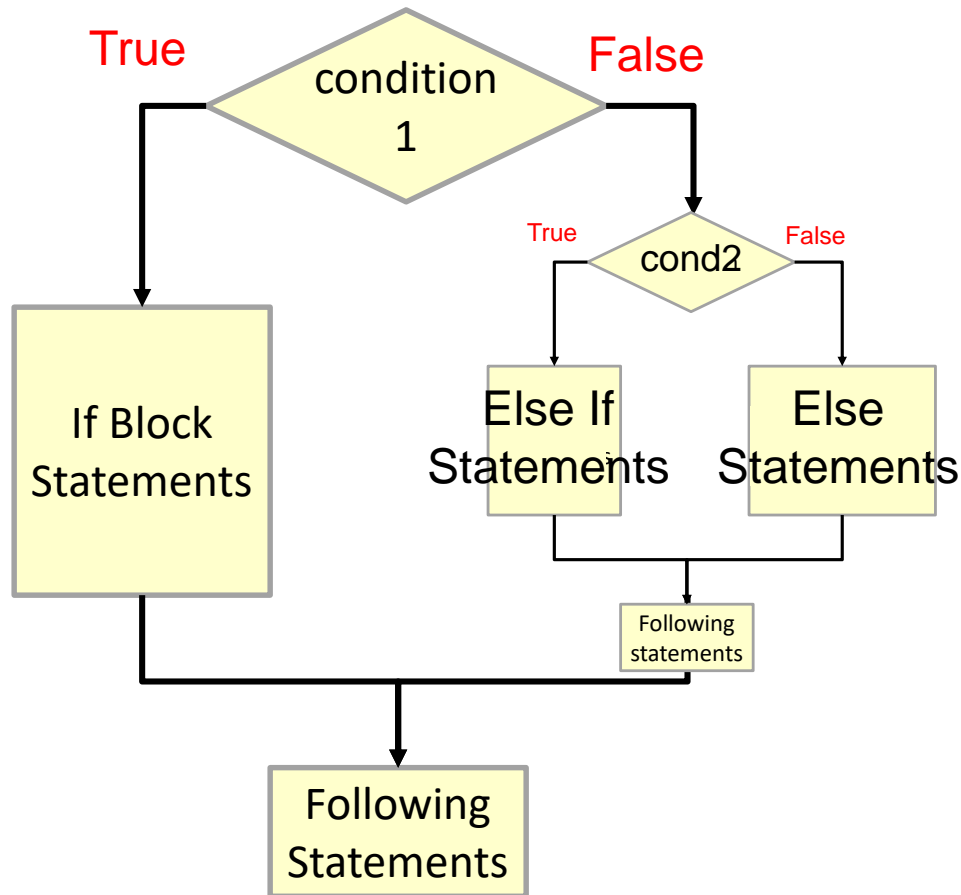 True
False
condition
1
True
False
cond2
If Block
Statements
Else If
Statements
Else
Statements
Following
statements
Following
Statements